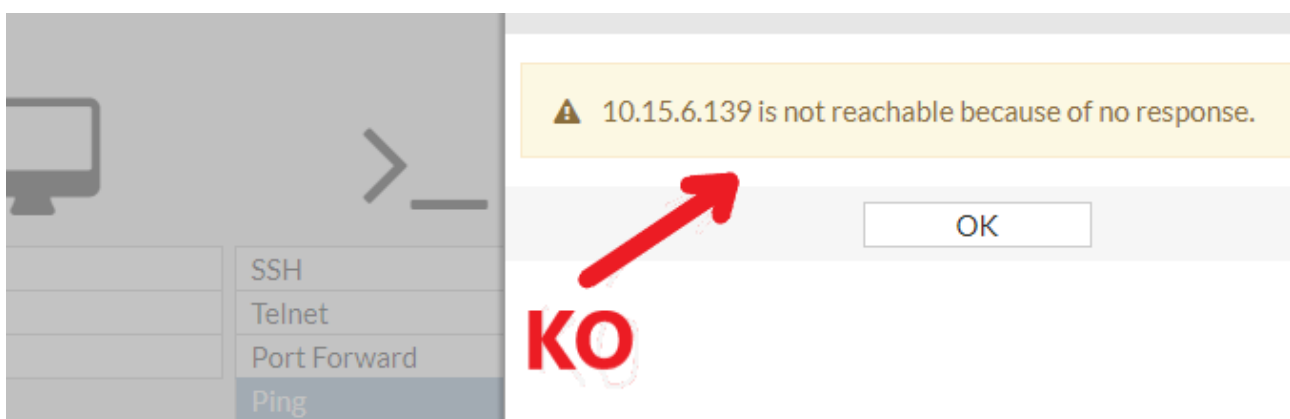 10.15.6.139 is not reachable because of no response.
OK
SSH
Telnet
Port Forward
Ping
KO